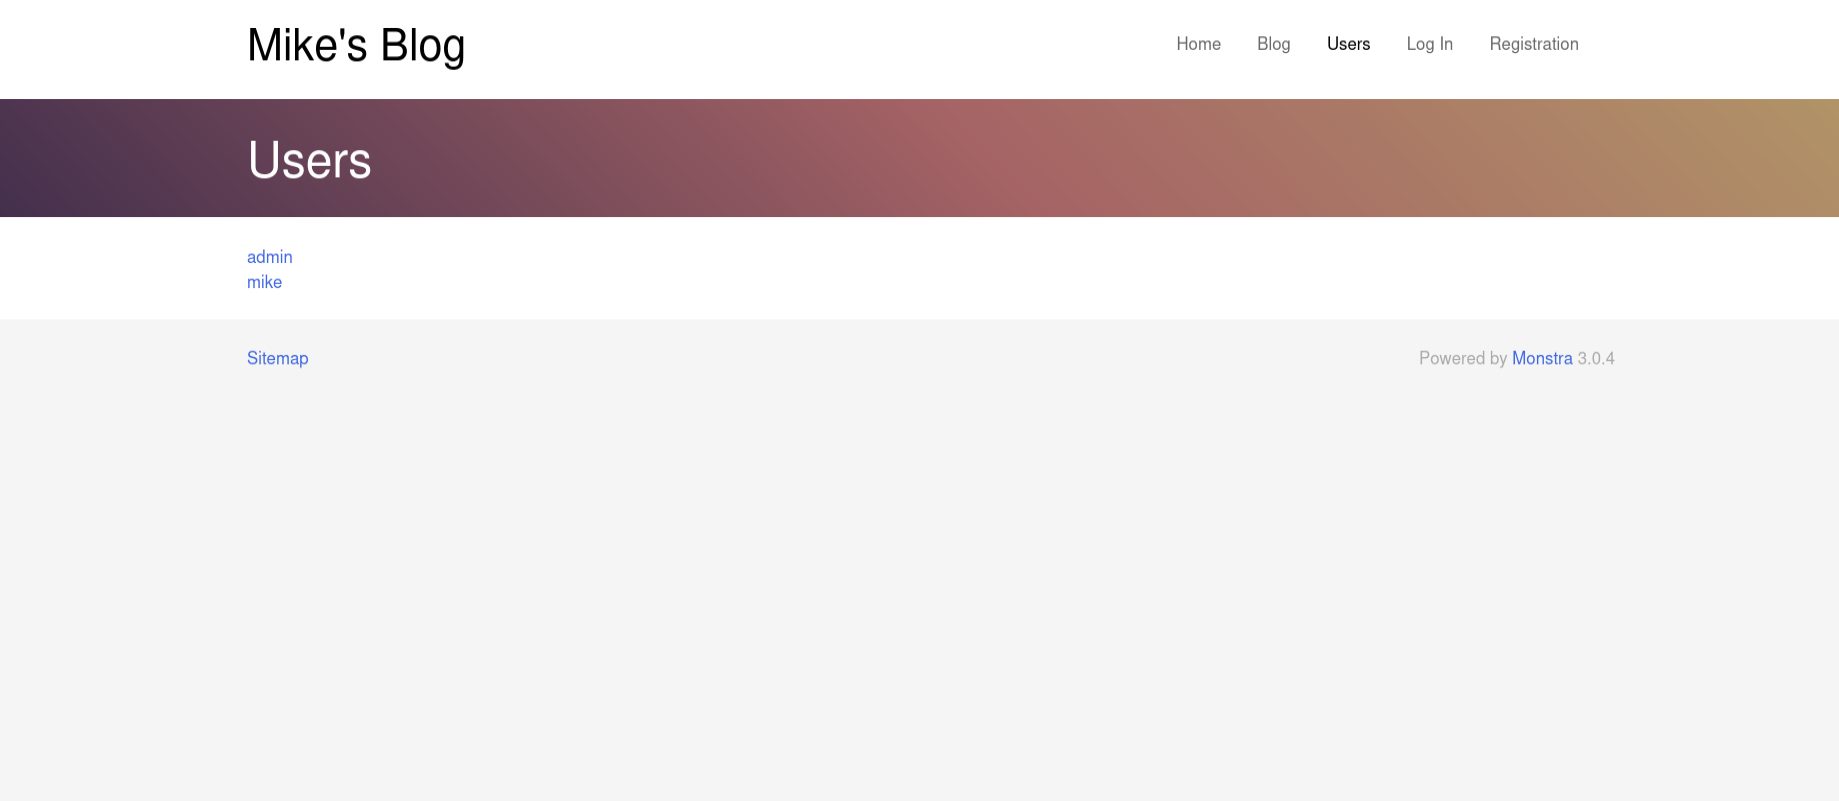 Mike's Blog
Home Blog Users Log In Registration
Users
admin
mike
Sitemap
Powered by Monstra 3.0.4